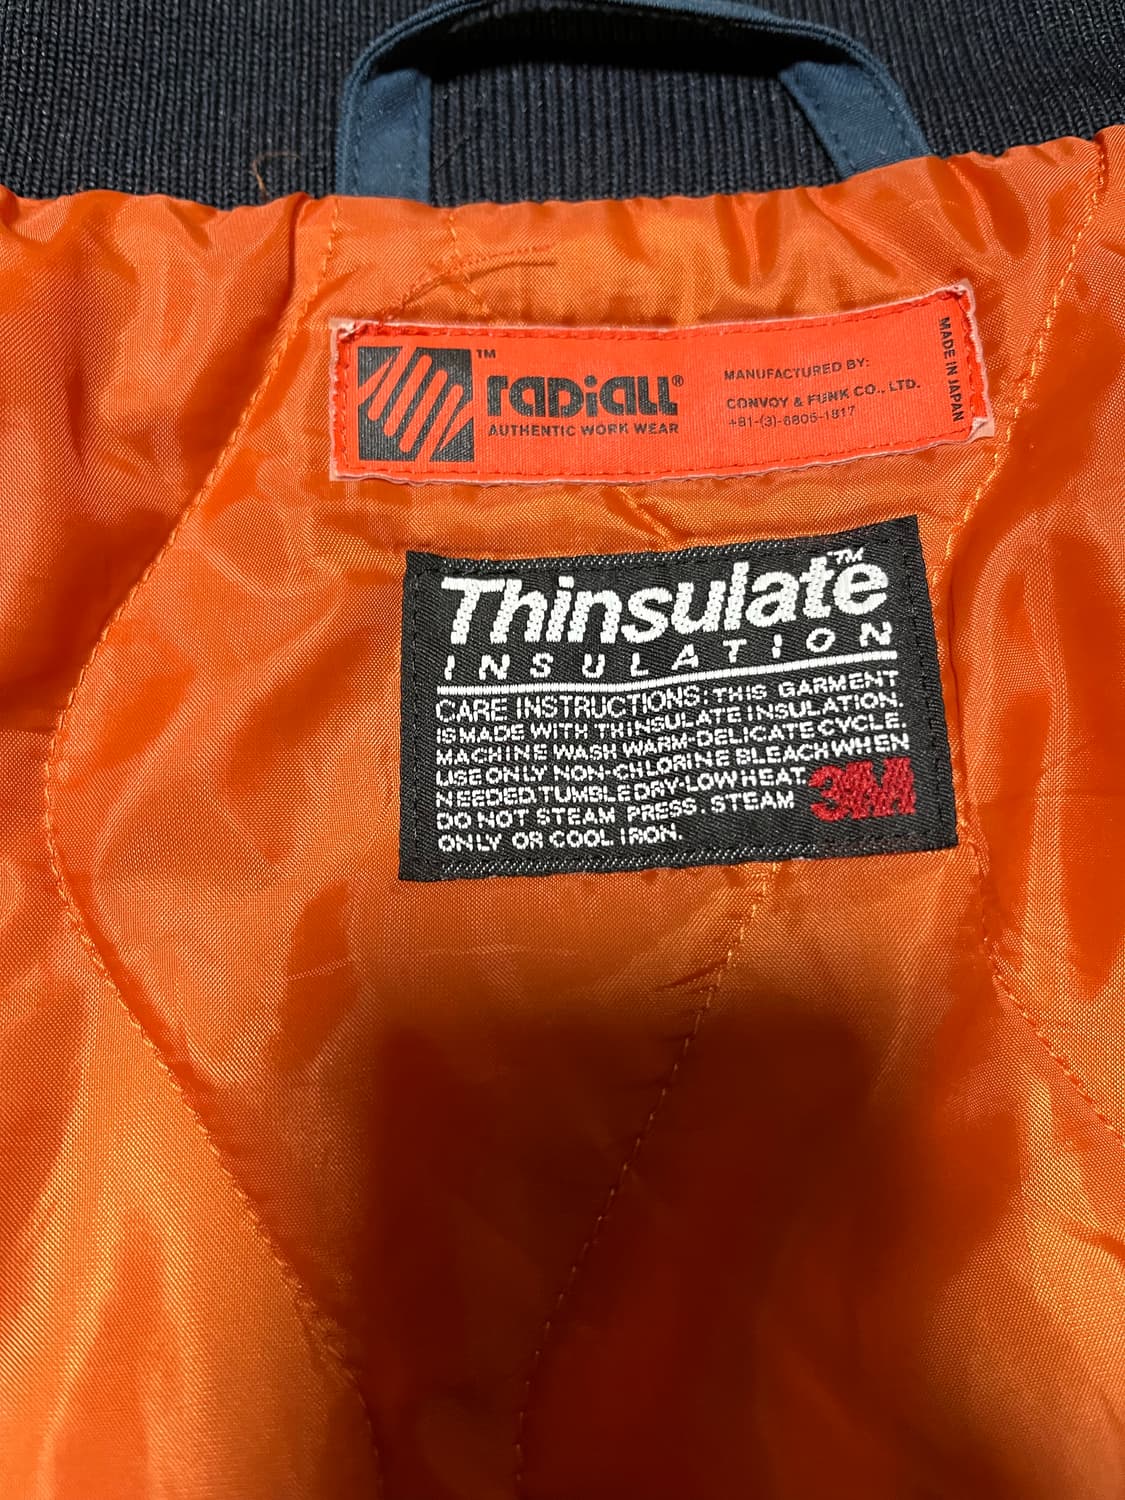 TM
RADiALL®
AUTHENTIC WORK WEAR
MANUFACTURED BY:
CONVOY & FUNK CO., LTD.
+81-(3)-6805-1817
MADE IN JAPAN
Thinsulate™
INSULATION
CARE INSTRUCTIONS: THIS GARMENT
IS MADE WITH THINSULATE INSULATION.
MACHINE WASH WARM-DELICATE CYCLE.
USE ONLY NON-CHLORINE BLEACH WHEN
NEEDED. TUMBLE DRY-LOW HEAT.
DO NOT STEAM PRESS. STEAM
ONLY OR COOL IRON.
3M